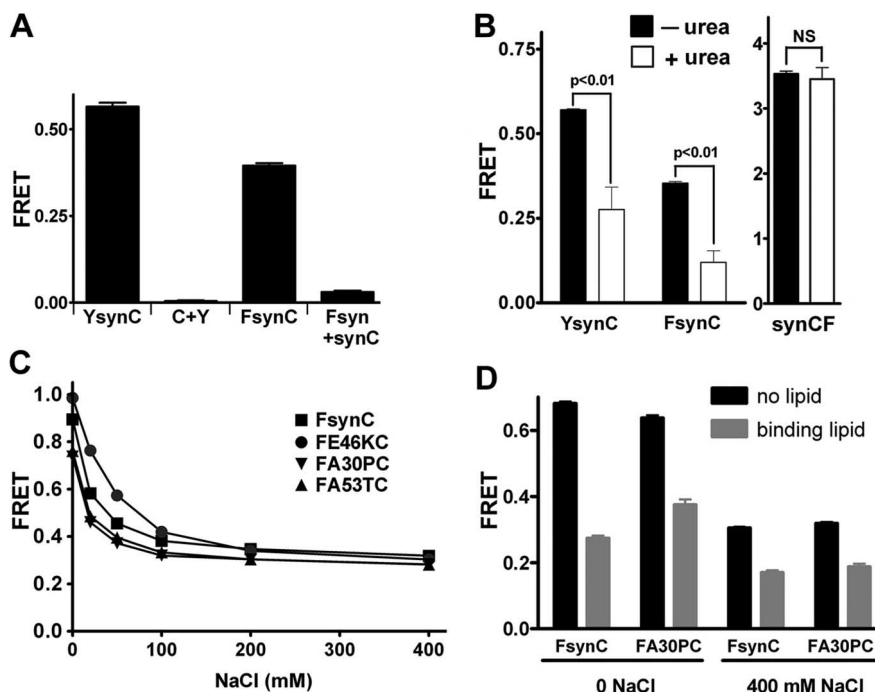 A
FRET
0.50
0.25
0.00
YsynC C+Y FsynC Fsyn
+synC
B
– urea
+ urea
FRET
0.75
0.50
0.25
0.00
p<0.01
p<0.01
YsynC FsynC
NS
4
3
2
1
0
synCF
C
FRET
1.0
0.8
0.6
0.4
0.2
0.0
FsynC
FE46KC
FA30PC
FA53TC
0 100 200 300 400
NaCl (mM)
D
no lipid
binding lipid
FRET
0.6
0.4
0.2
0.0
FsynC FA30PC FsynC FA30PC
0 NaCl 400 mM NaCl